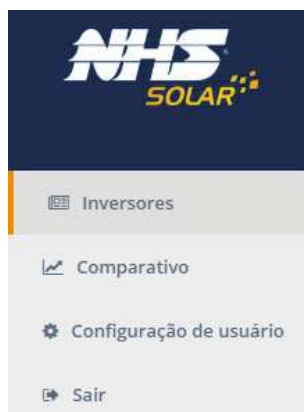 NHS
SOLAR
Inversores
Comparativo
Configuração de usuário
Sair